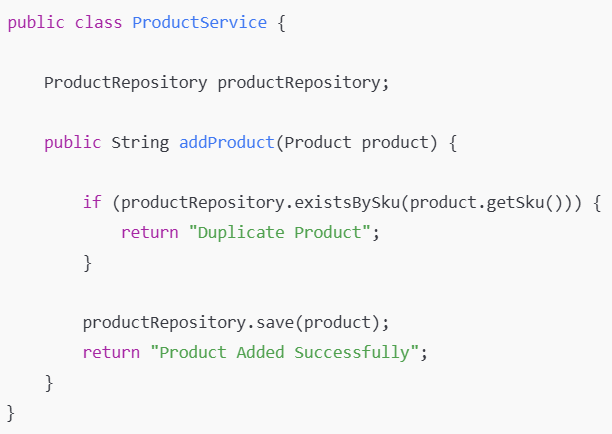 public class ProductService {
    ProductRepository productRepository;
    public String addProduct(Product product) {
        if (productRepository.existsBySku(product.getSku())) {
            return "Duplicate Product";
        }
        productRepository.save(product);
        return "Product Added Successfully";
    }
}